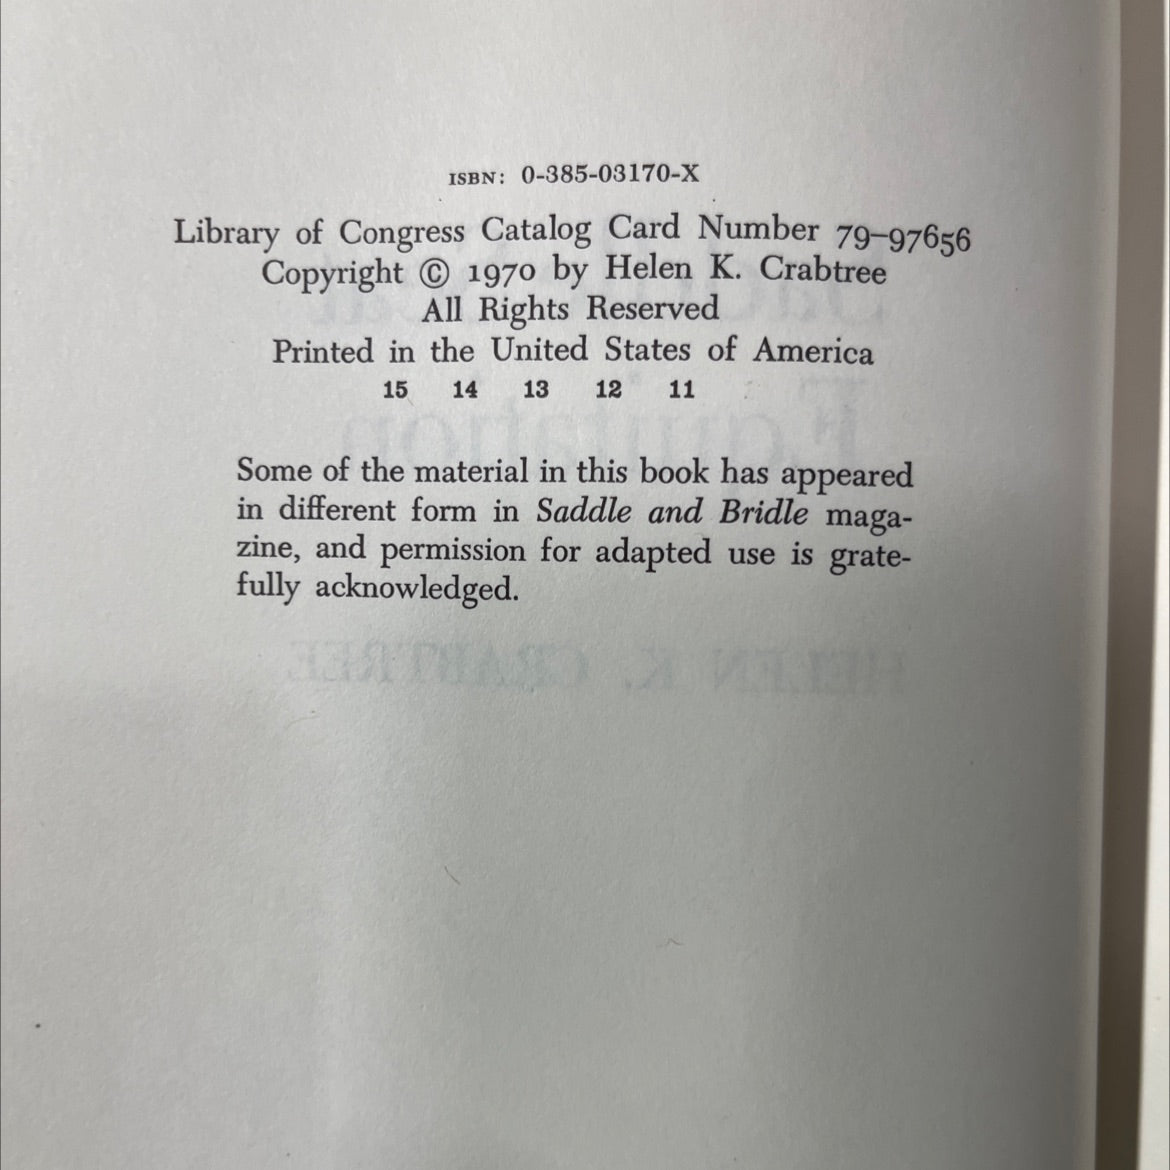 ISBN: 0-385-03170-X
Library of Congress Catalog Card Number 79–97656
Copyright © 1970 by Helen K. Crabtree
All Rights Reserved
Printed in the United States of America
15 14 13 12 11
Some of the material in this book has appeared
in different form in Saddle and Bridle maga-
zine, and permission for adapted use is grate-
fully acknowledged.
Equitation
HELEN K. CRABTREE